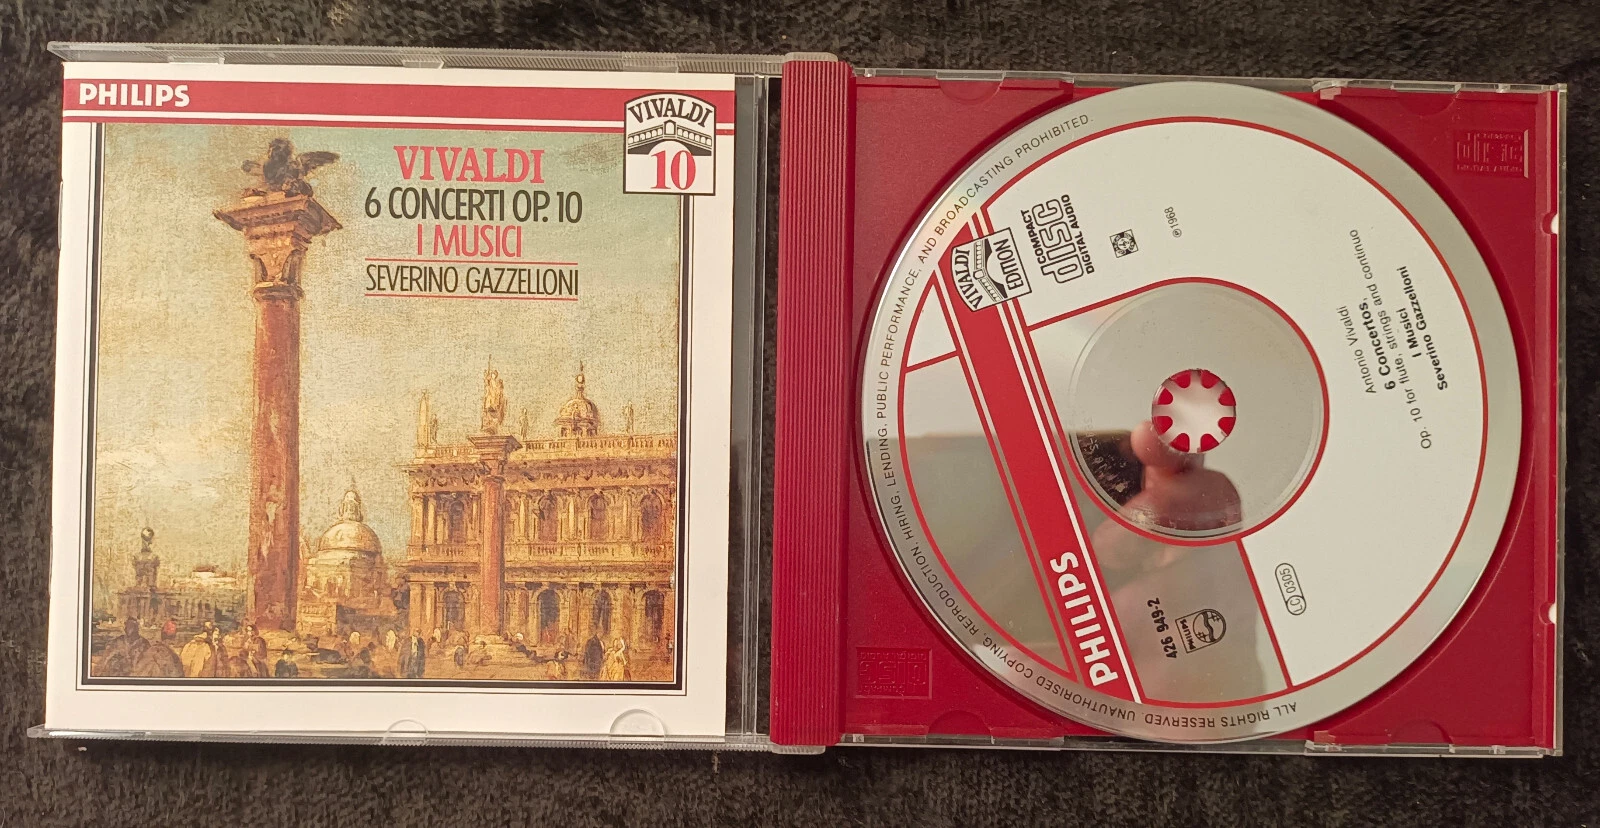 PHILIPS
VIVALDI
10
VIVALDI
6 CONCERTI OP. 10
I MUSICI
SEVERINO GAZZELLONI
ALL RIGHTS RESERVED. UNAUTHORISED COPYING, REPRODUCTION, HIRING, LENDING, PUBLIC PERFORMANCE, AND BROADCASTING PROHIBITED.
VIVALDI
EDITION
COMPACT
disc
DIGITAL AUDIO
℗1968
Antonio Vivaldi
6 Concertos,
Op. 10 for flute, strings and continuo
I Musici
Severino Gazzelloni
PHILIPS
426 949-2
PHILIPS
LC 0305